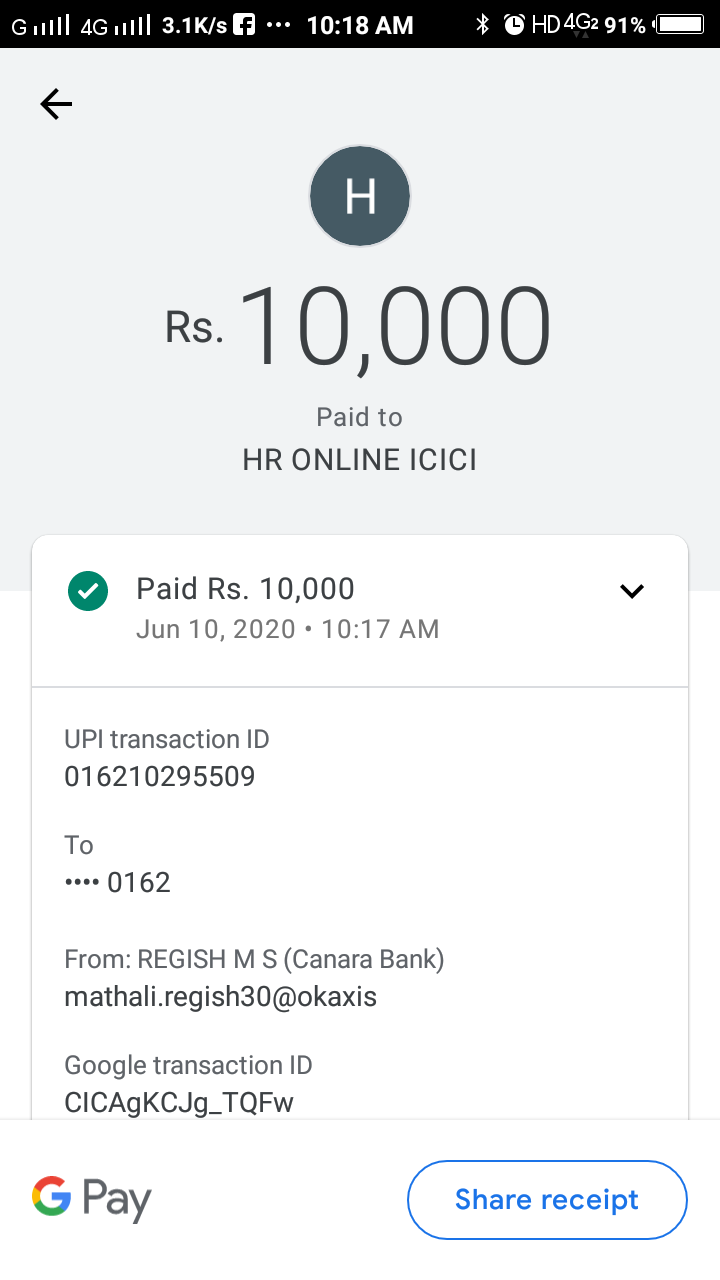 G 4G 3.1K/s ••• 10:18 AM HD 4G2 91%
H
Rs. 10,000
Paid to
HR ONLINE ICICI
Paid Rs. 10,000
Jun 10, 2020 • 10:17 AM
UPI transaction ID
016210295509
To
•••• 0162
From: REGISH M S (Canara Bank)
mathali.regish30@okaxis
Google transaction ID
CICAgKCJg_TQFw
G Pay
Share receipt